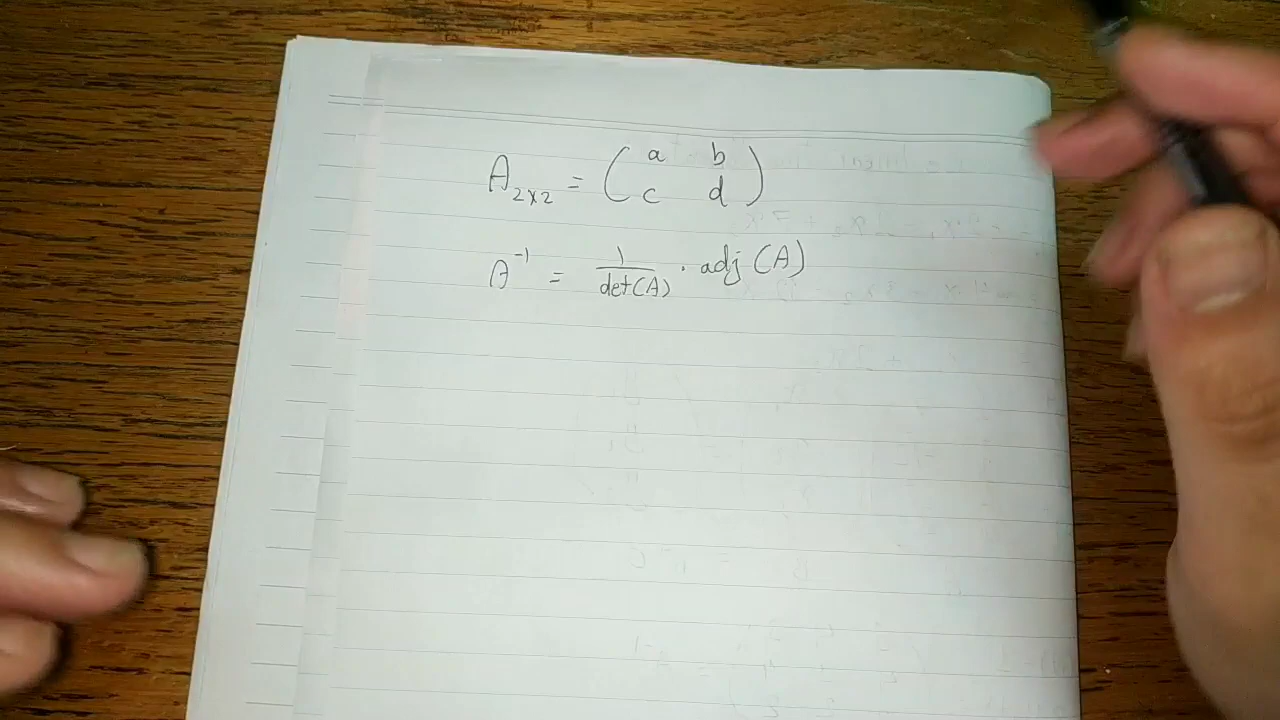 A₂ₓ₂ = ( a b
c d )
A⁻¹ = 1/det(A) · adj (A)